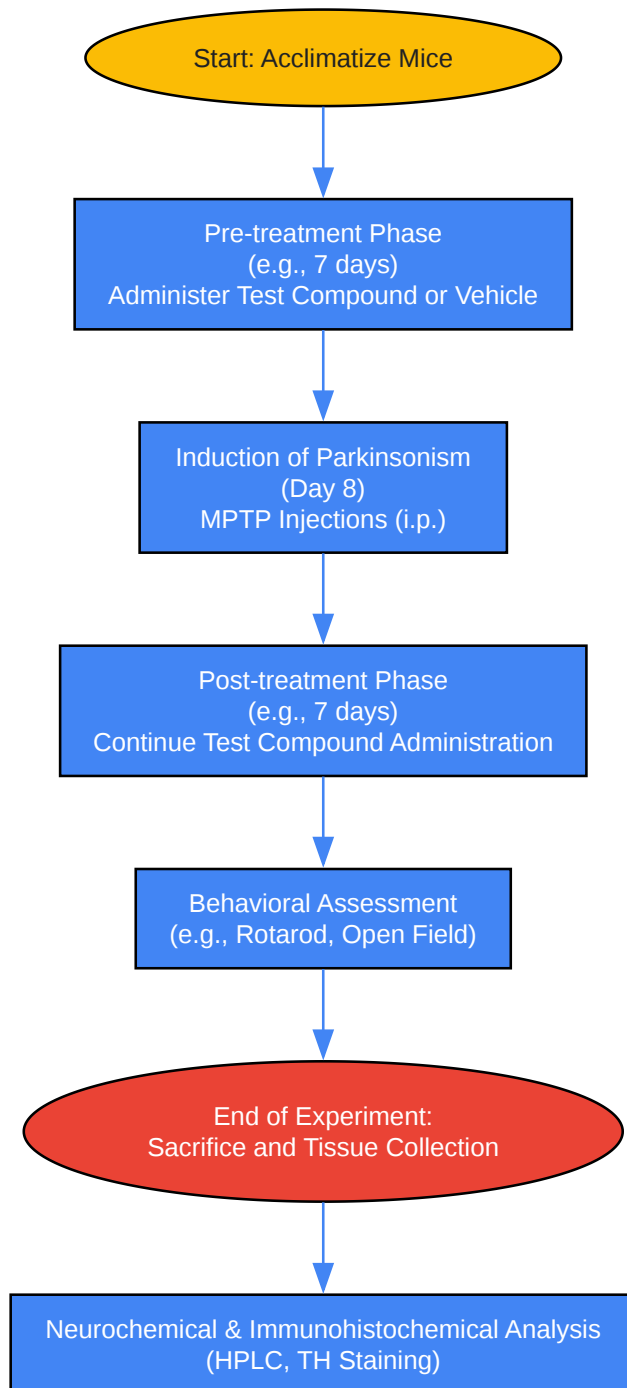 Start: Acclimatize Mice
Pre-treatment Phase
(e.g., 7 days)
Administer Test Compound or Vehicle
Induction of Parkinsonism
(Day 8)
MPTP Injections (i.p.)
Post-treatment Phase
(e.g., 7 days)
Continue Test Compound Administration
Behavioral Assessment
(e.g., Rotarod, Open Field)
End of Experiment:
Sacrifice and Tissue Collection
Neurochemical & Immunohistochemical Analysis
(HPLC, TH Staining)